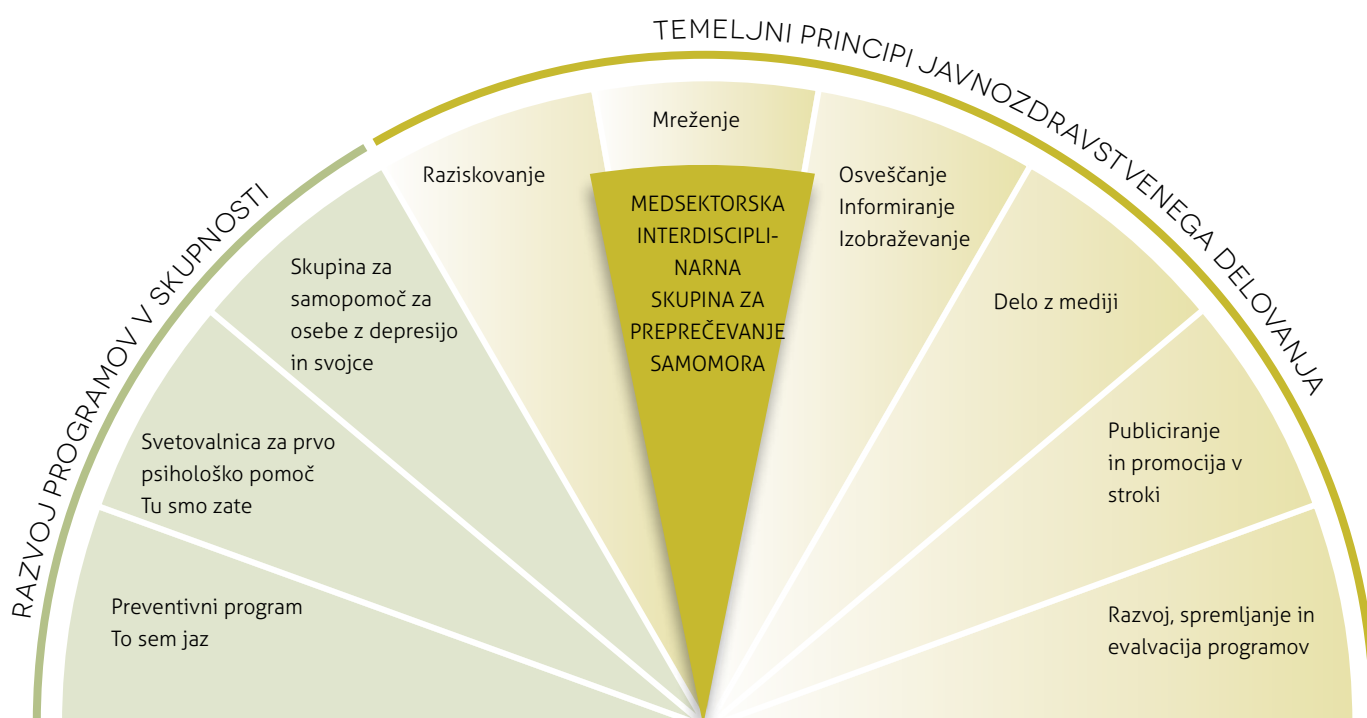 TEMELJNI PRINCIPI JAVNOZDRAVSTVENEGA DELOVANJA
RAZVOJ PROGRAMOV V SKUPNOSTI
Mreženje
Raziskovanje
MEDSEKTORSKA
INTERDISCIPLI-
NARNA
SKUPINA ZA
PREPREČEVANJE
SAMOMORA
Osveščanje
Informiranje
Izobraževanje
Skupina za
samopomoč za
osebe z depresijo
in svojce
Delo z mediji
Svetovalnica za prvo
psihološko pomoč
Tu smo zate
Publiciranje
in promocija v
stroki
Preventivni program
To sem jaz
Razvoj, spremljanje in
evalvacija programov